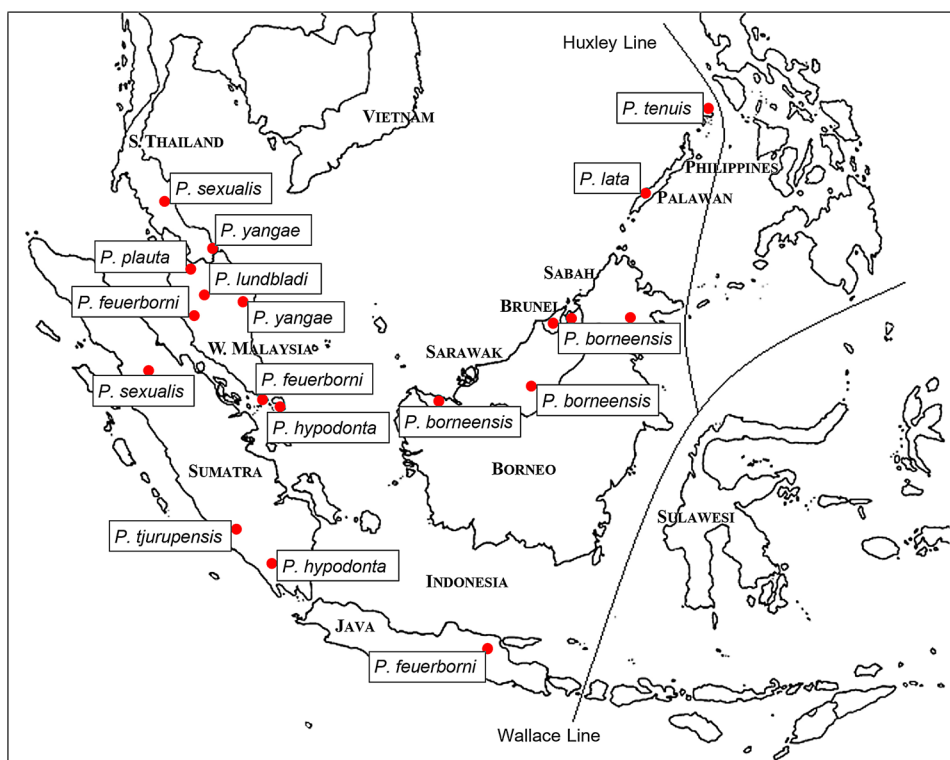 Huxley Line
P. tenuis
VIETNAM
S. THAILAND
PHILIPPINES
P. sexualis
P. lata
PALAWAN
P. yangae
P. plauta
SABAH
P. lundbladi
P. feuerborni
BRUNEI
P. yangae
P. borneensis
W. MALAYSIA
SARAWAK
P. feuerborni
P. sexualis
P. borneensis
P. hypodonta
P. borneensis
SUMATRA
BORNEO
SULAWESI
P. tjurupensis
P. hypodonta
INDONESIA
JAVA
P. feuerborni
Wallace Line